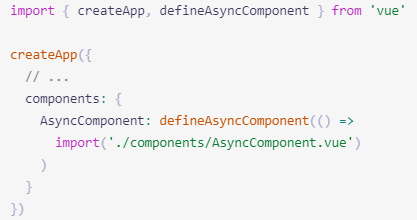 import { createApp, defineAsyncComponent } from 'vue'

createApp({
  // ...
  components: {
    AsyncComponent: defineAsyncComponent(() =>
      import('./components/AsyncComponent.vue')
    )
  }
})